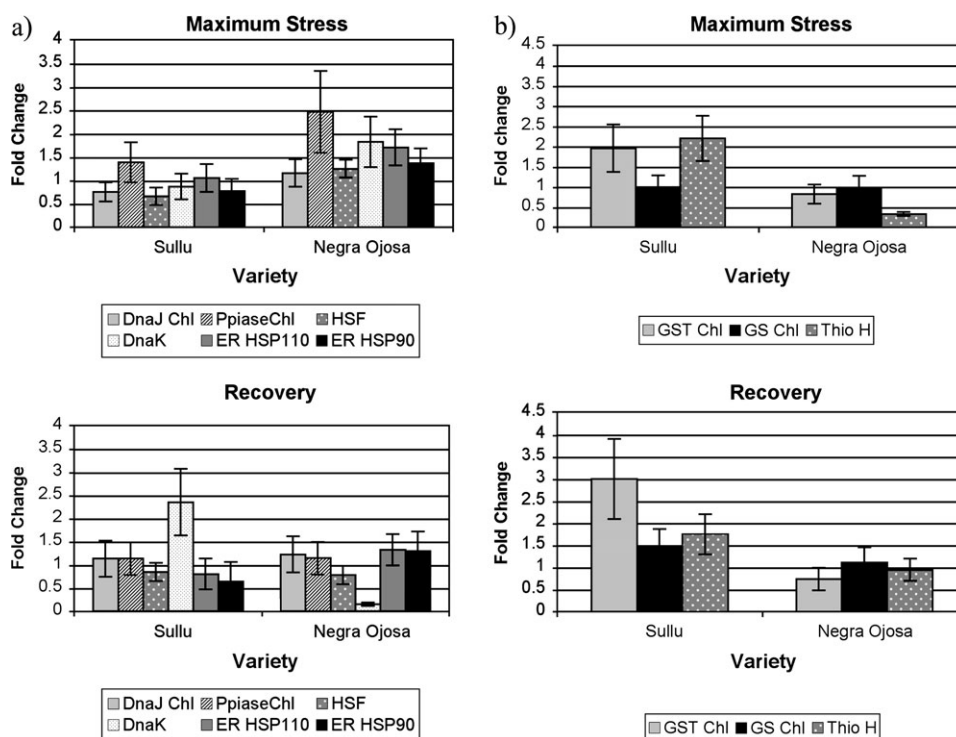 a)
Maximum Stress
Fold Change
4
3.5
3
2.5
2
1.5
1
0.5
0
Sullu
Negra Ojosa
Variety
DnaJ Chl PpiaseChl HSF
DnaK ER HSP110 ER HSP90
b)
Maximum Stress
Fold change
4.5
4
3.5
3
2.5
2
1.5
1
0.5
0
Sullu
Negra Ojosa
Variety
GST Chl GS Chl Thio H
Recovery
Fold Change
4
3.5
3
2.5
2
1.5
1
0.5
0
Sullu
Negra Ojosa
Variety
DnaJ Chl PpiaseChl HSF
DnaK ER HSP110 ER HSP90
Recovery
Fold Change
4.5
4
3.5
3
2.5
2
1.5
1
0.5
0
Sullu
Negra Ojosa
Variety
GST Chl GS Chl Thio H